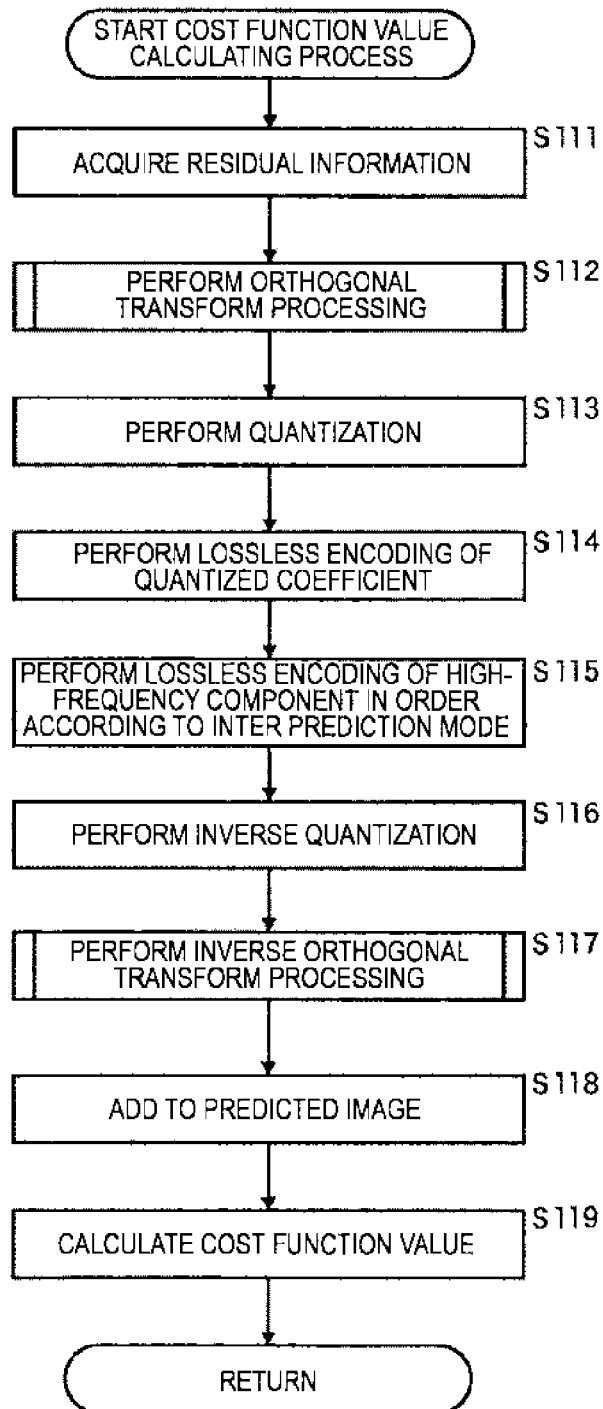 START COST FUNCTION VALUE
CALCULATING PROCESS
S111
ACQUIRE RESIDUAL INFORMATION
S112
PERFORM ORTHOGONAL
TRANSFORM PROCESSING
S113
PERFORM QUANTIZATION
S114
PERFORM LOSSLESS ENCODING OF
QUANTIZED COEFFICIENT
S115
PERFORM LOSSLESS ENCODING OF HIGH-
FREQUENCY COMPONENT IN ORDER
ACCORDING TO INTER PREDICTION MODE
S116
PERFORM INVERSE QUANTIZATION
S117
PERFORM INVERSE ORTHOGONAL
TRANSFORM PROCESSING
S118
ADD TO PREDICTED IMAGE
S119
CALCULATE COST FUNCTION VALUE
RETURN